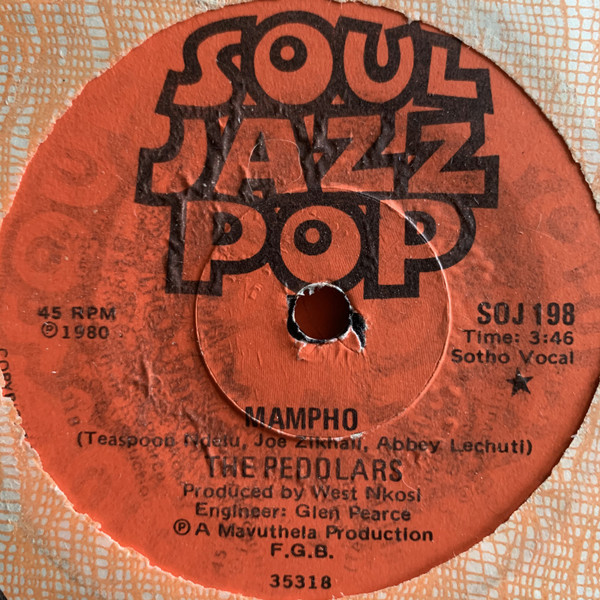 SOUL
JAZZ
POP
45 RPM
℗1980
SOJ 198
Time: 3:46
Sotho Vocal
MAMPHO
(Teaspoon Ndelu, Joe Zikhali, Abbey Lechuti)
THE PEDDLARS
Produced by West Nkosi
Engineer: Glen Pearce
℗ A Mavuthela Production
F.G.B.
35318